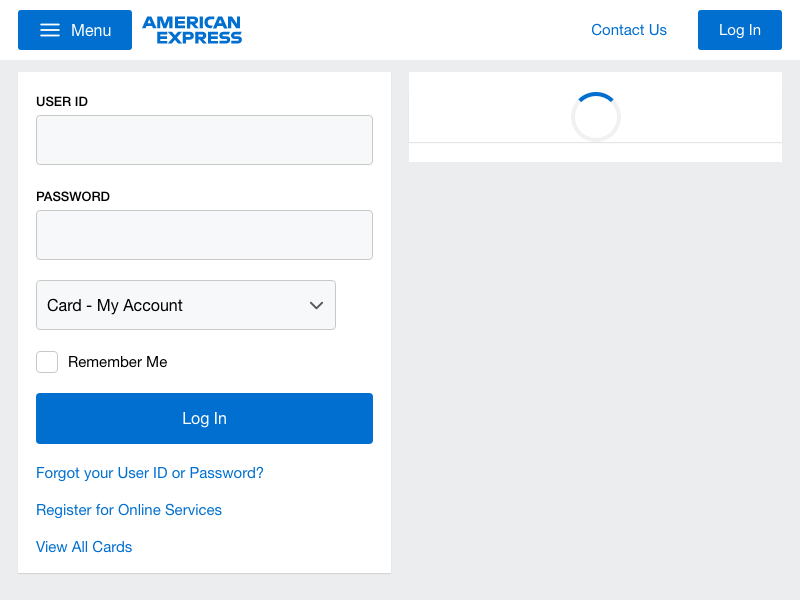 Menu
AMERICAN
EXPRESS
Contact Us
Log In
USER ID
PASSWORD
Card - My Account
Remember Me
Log In
Forgot your User ID or Password?
Register for Online Services
View All Cards